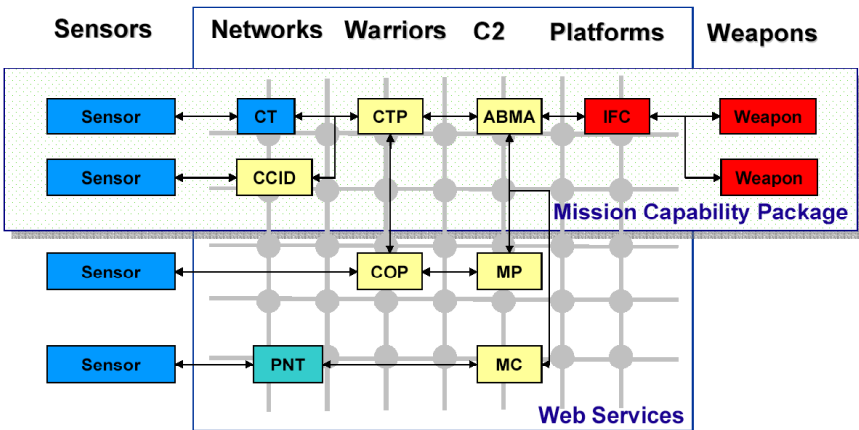 Sensors Networks Warriors C2 Platforms Weapons
Sensor CT CTP ABMA IFC Weapon
Sensor CCID Weapon
Mission Capability Package
Sensor COP MP
Sensor PNT MC
Web Services